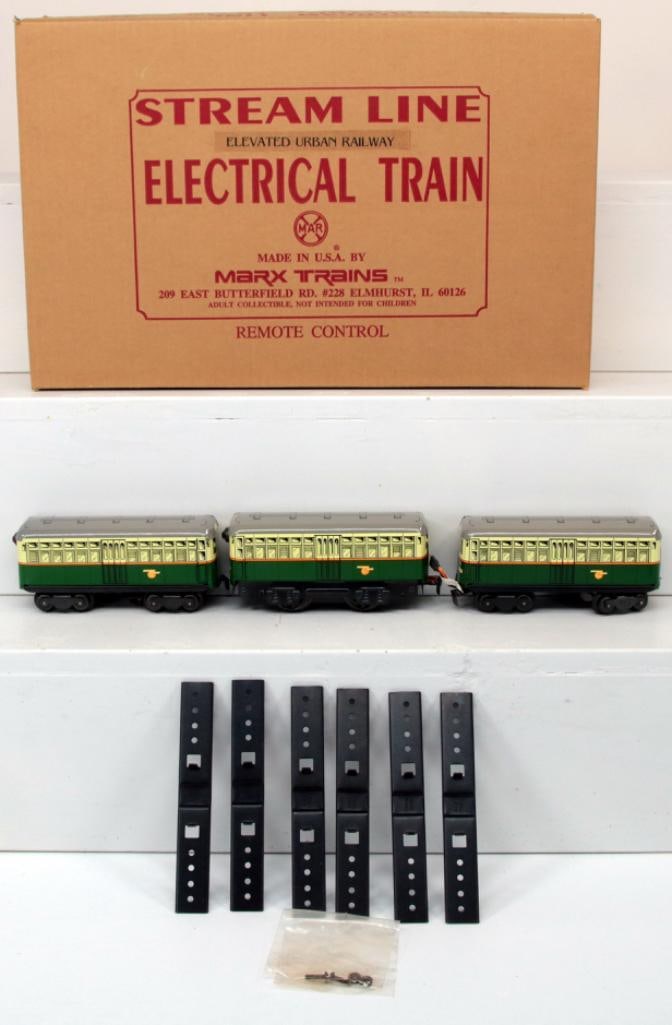 STREAM LINE
ELEVATED URBAN RAILWAY
ELECTRICAL TRAIN
MAR
®
MADE IN U.S.A. BY
MARX TRAINS TM
209 EAST BUTTERFIELD RD. #228 ELMHURST, IL 60126
ADULT COLLECTIBLE, NOT INTENDED FOR CHILDREN
REMOTE CONTROL